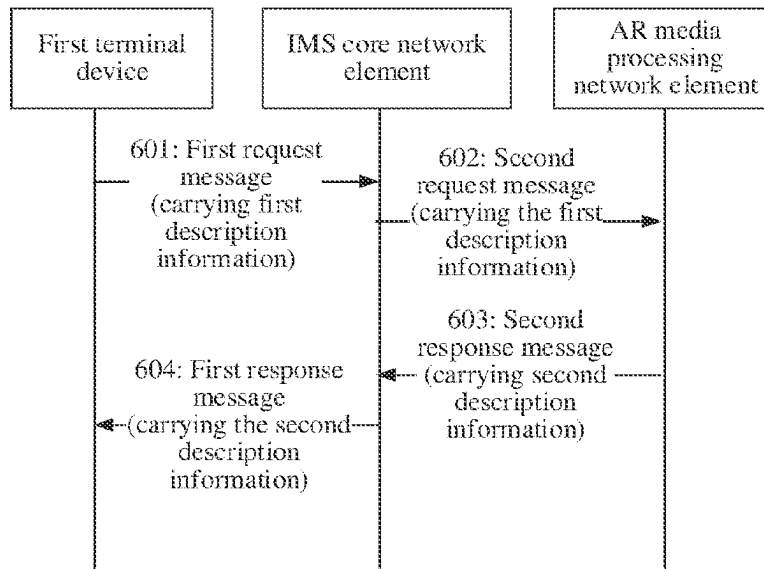 First terminal
device
IMS core network
element
AR media
processing
network element
601: First request
message
(carrying first
description
information)
602: Second
request message
(carrying the first
description
information)
603: Second
response message
(carrying second
description
information)
604: First response
message
(carrying the second
description
information)